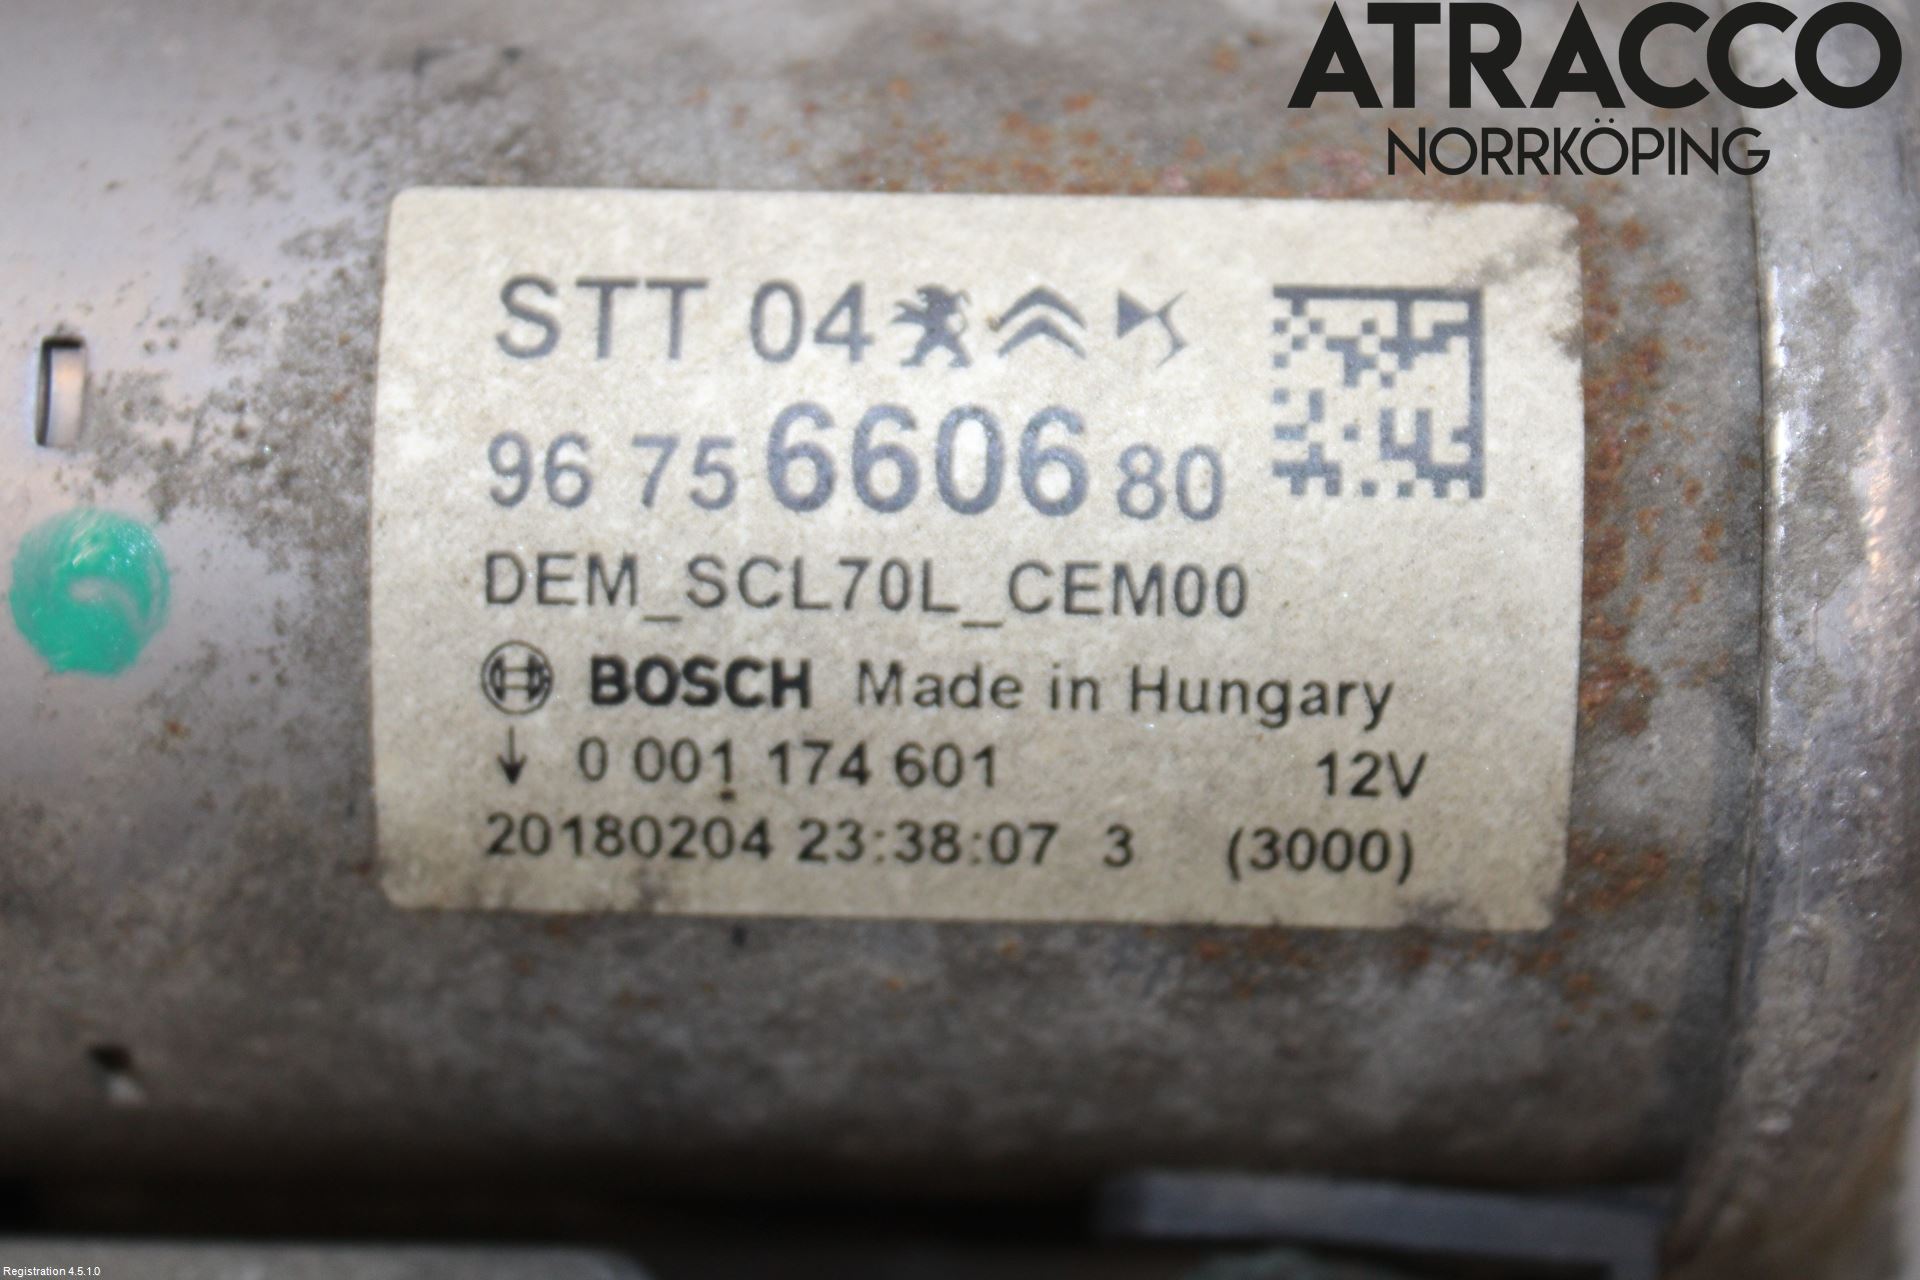 ATRACCO
NORRKÖPING
STT 04
96 75 6606 80
DEM_SCL70L_CEM00
BOSCH Made in Hungary
↓ 0 001 174 601 12V
20180204 23:38:07 3 (3000)
Registration 4.5.1.0